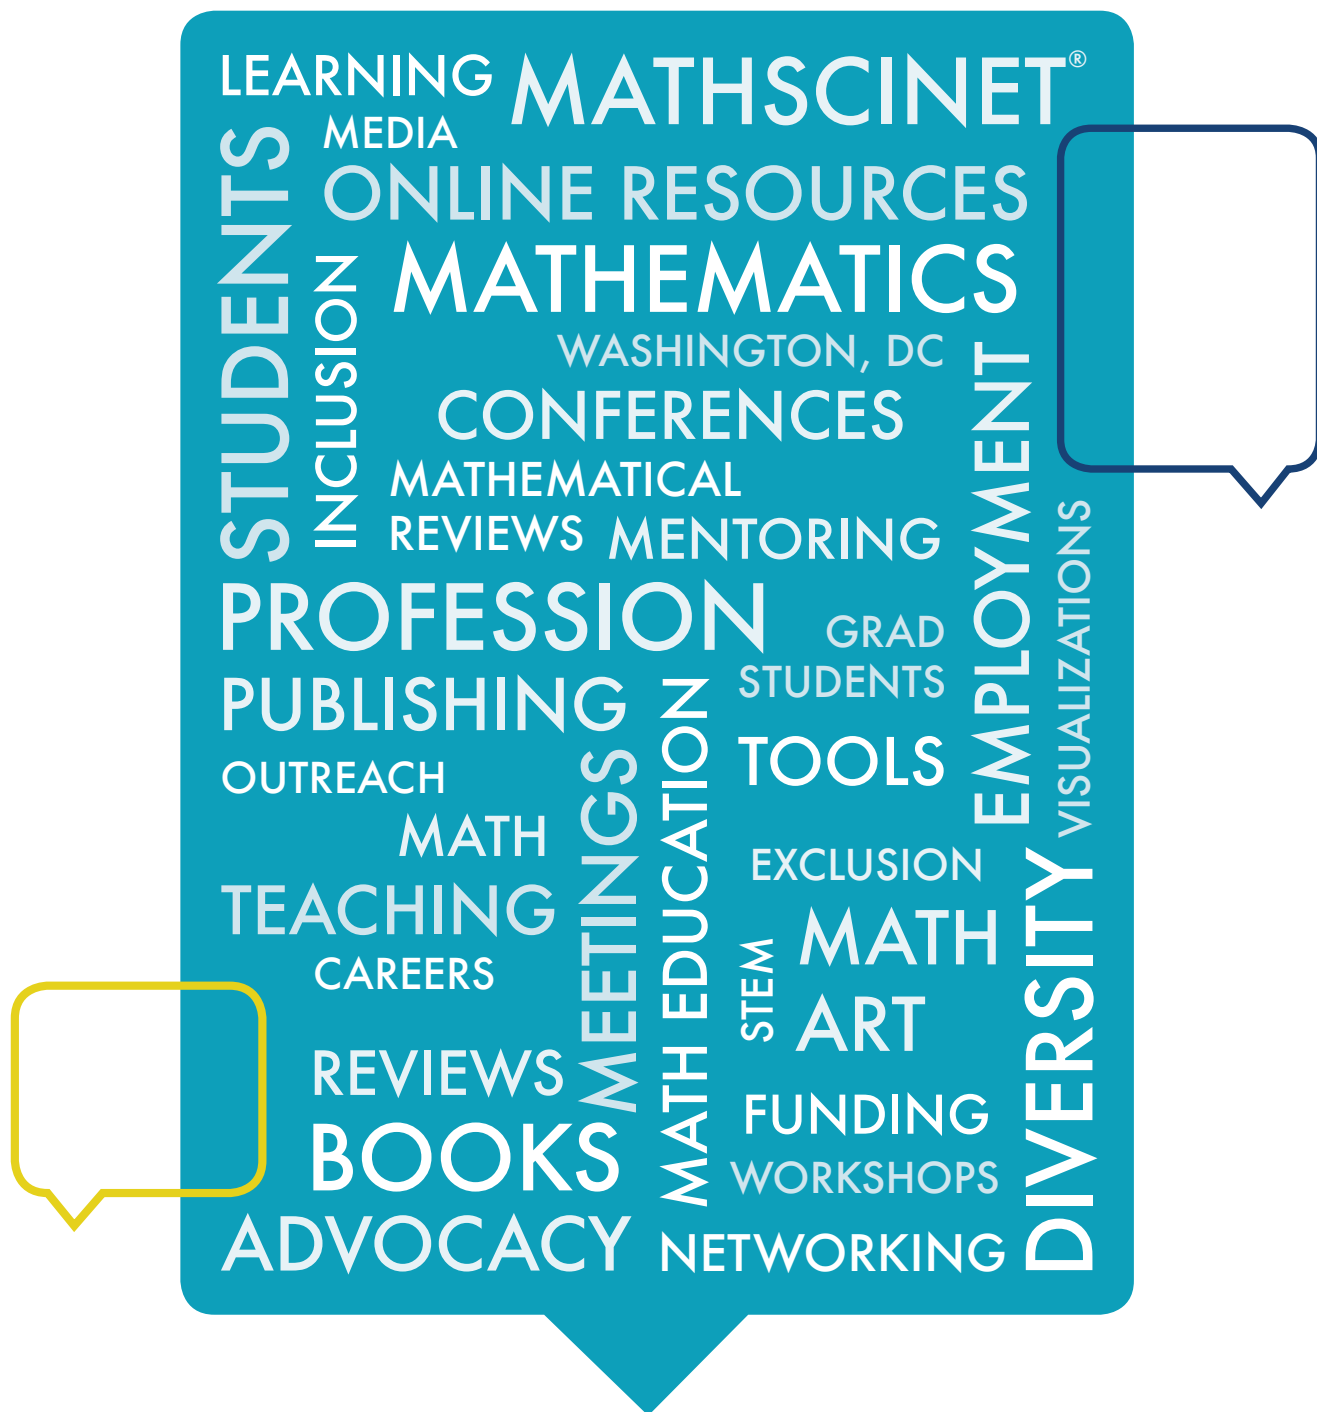 LEARNING
MATHSCINET®
MEDIA
STUDENTS
ONLINE RESOURCES
INCLUSION
MATHEMATICS
WASHINGTON, DC
CONFERENCES
EMPLOYMENT
MATHEMATICAL
REVIEWS
MENTORING
VISUALIZATIONS
PROFESSION
GRAD
STUDENTS
PUBLISHING
MATH EDUCATION
TOOLS
OUTREACH
MEETINGS
MATH
EXCLUSION
DIVERSITY
TEACHING
MATH
CAREERS
STEM
ART
REVIEWS
FUNDING
BOOKS
WORKSHOPS
ADVOCACY
NETWORKING